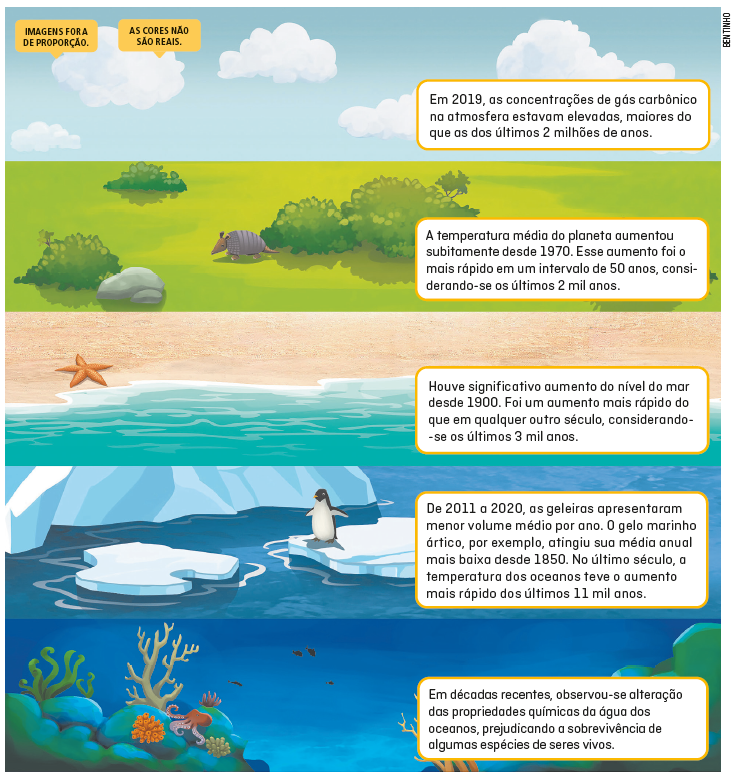 IMAGENS FORA
DE PROPORÇÃO.
AS CORES NÃO
SÃO REAIS.
BENTINHO
Em 2019, as concentrações de gás carbônico
na atmosfera estavam elevadas, maiores do
que as dos últimos 2 milhões de anos.
A temperatura média do planeta aumentou
subitamente desde 1970. Esse aumento foi o
mais rápido em um intervalo de 50 anos, consi-
derando-se os últimos 2 mil anos.
Houve significativo aumento do nível do mar
desde 1900. Foi um aumento mais rápido do
que em qualquer outro século, considerando-
-se os últimos 3 mil anos.
De 2011 a 2020, as geleiras apresentaram
menor volume médio por ano. O gelo marinho
ártico, por exemplo, atingiu sua média anual
mais baixa desde 1850. No último século, a
temperatura dos oceanos teve o aumento
mais rápido dos últimos 11 mil anos.
Em décadas recentes, observou-se alteração
das propriedades químicas da água dos
oceanos, prejudicando a sobrevivência de
algumas espécies de seres vivos.